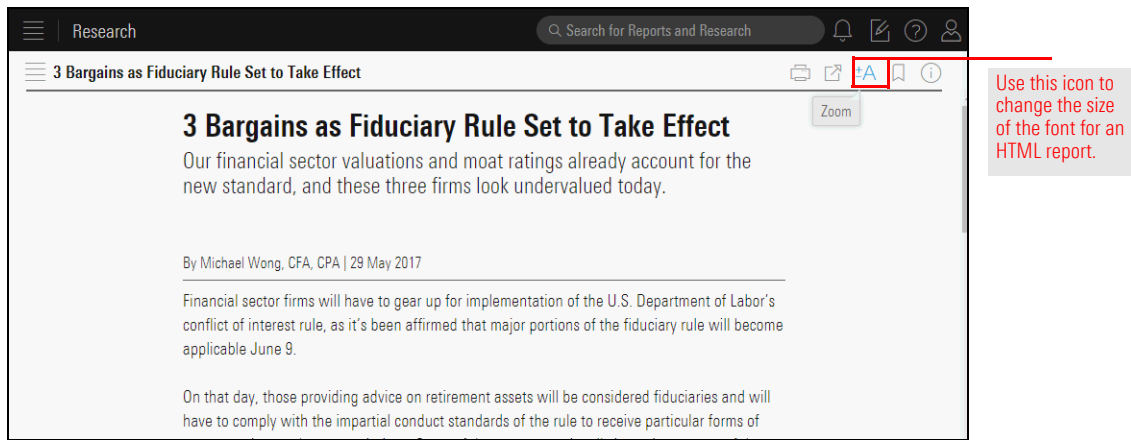 Research
Search for Reports and Research
3 Bargains as Fiduciary Rule Set to Take Effect
±A
Zoom
Use this icon to
change the size
of the font for an
HTML report.
3 Bargains as Fiduciary Rule Set to Take Effect
Our financial sector valuations and moat ratings already account for the
new standard, and these three firms look undervalued today.
By Michael Wong, CFA, CPA | 29 May 2017
Financial sector firms will have to gear up for implementation of the U.S. Department of Labor's
conflict of interest rule, as it's been affirmed that major portions of the fiduciary rule will become
applicable June 9.
On that day, those providing advice on retirement assets will be considered fiduciaries and will
have to comply with the impartial conduct standards of the rule to receive particular forms of